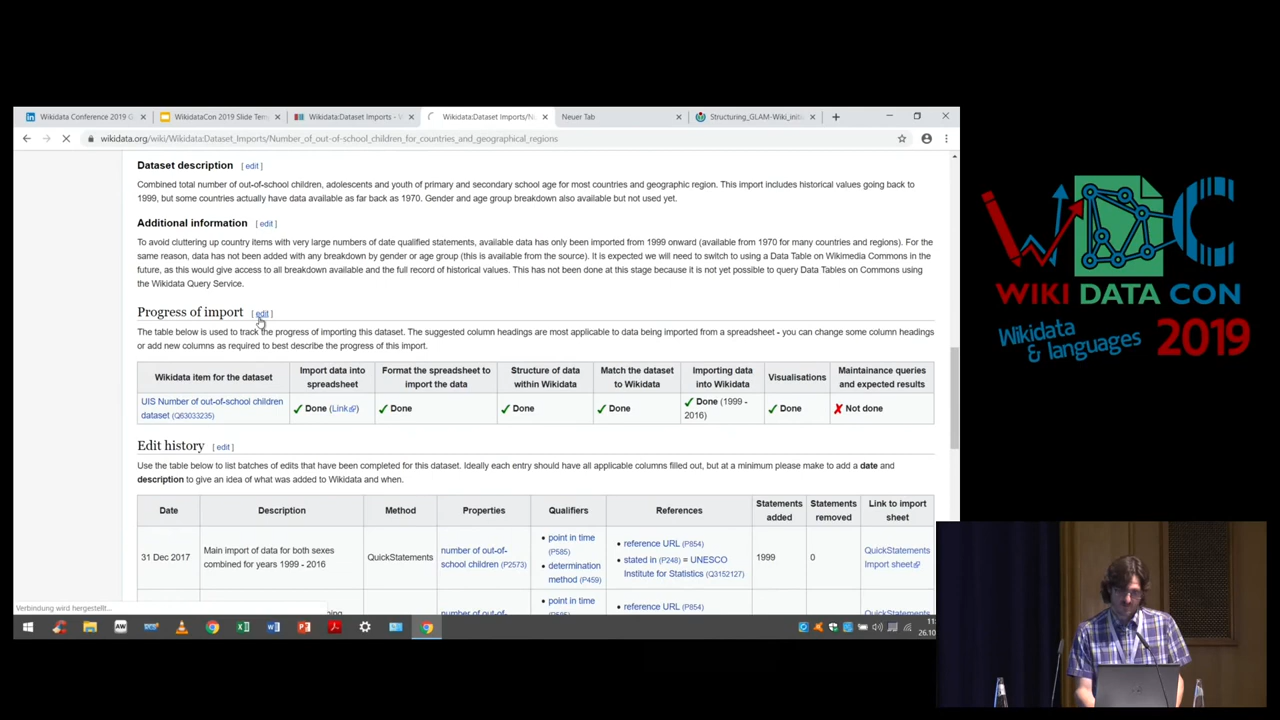 Wikidata Conference 2019 G
WikidataCon 2019 Slide Tem
Wikidata:Dataset Imports - W
Wikidata:Dataset Imports/N
Neuer Tab
Structuring_GLAM-Wiki_initi
wikidata.org/wiki/Wikidata:Dataset_Imports/Number_of_out-of-school_children_for_countries_and_geographical_regions
Dataset description [ edit ]
Combined total number of out-of-school children, adolescents and youth of primary and secondary school age for most countries and geographic region. This import includes historical values going back to
1999, but some countries actually have data available as far back as 1970. Gender and age group breakdown also available but not used yet.
Additional information [ edit ]
To avoid cluttering up country items with very large numbers of date qualified statements, available data has only been imported from 1999 onward (available from 1970 for many countries and regions). For the
same reason, data has not been added with any breakdown by gender or age group (this is available from the source). It is expected we will need to switch to using a Data Table on Wikimedia Commons in the
future, as this would give access to all breakdown available and the full record of historical values. This has not been done at this stage because it is not yet possible to query Data Tables on Commons using
the Wikidata Query Service.
Progress of import [ edit ]
The table below is used to track the progress of importing this dataset. The suggested column headings are most applicable to data being imported from a spreadsheet - you can change some column headings
or add new columns as required to best describe the progress of this import.
Wikidata item for the dataset
Import data into
spreadsheet
Format the spreadsheet to
import the data
Structure of data
within Wikidata
Match the dataset
to Wikidata
Importing data
into Wikidata
Visualisations
Maintainance queries
and expected results
UIS Number of out-of-school children
dataset (Q63033235)
Done (Link)
Done
Done
Done
Done (1999 -
2016)
Done
Not done
Edit history [ edit ]
Use the table below to list batches of edits that have been completed for this dataset. Ideally each entry should have all applicable columns filled out, but at a minimum please make to add a date and
description to give an idea of what was added to Wikidata and when.
Date
Description
Method
Properties
Qualifiers
References
Statements
added
Statements
removed
Link to import
sheet
31 Dec 2017
Main import of data for both sexes
combined for years 1999 - 2016
QuickStatements
number of out-of-
school children (P2573)
• point in time
(P585)
• determination
method (P459)
• reference URL (P854)
• stated in (P248) = UNESCO
Institute for Statistics (Q3152127)
1999
0
QuickStatements
Import sheet
• point in time
• reference URL (P854)
Verbindung wird hergestellt...
26.10
WDC
WIKI DATA CON
Wikidata
& languages
2019